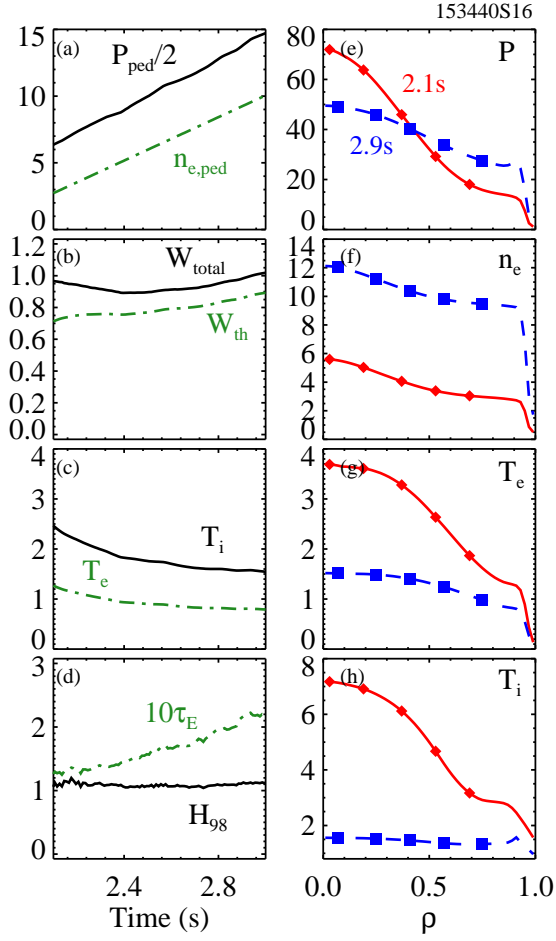 153440S16
(a)
P_ped/2
n_e,ped
15
10
5
0
(e)
P
2.1s
2.9s
80
60
40
20
0
(b)
W_total
W_th
1.2
1.0
0.8
0.6
0.4
0.2
0.0
(f)
n_e
14
12
10
8
6
4
2
0
(c)
T_i
T_e
4
3
2
1
0
(g)
T_e
4
3
2
1
0
(d)
10τ_E
H_98
3
2
1
0
(h)
T_i
8
6
4
2
2.4
2.8
Time (s)
0.0
0.5
1.0
ρ